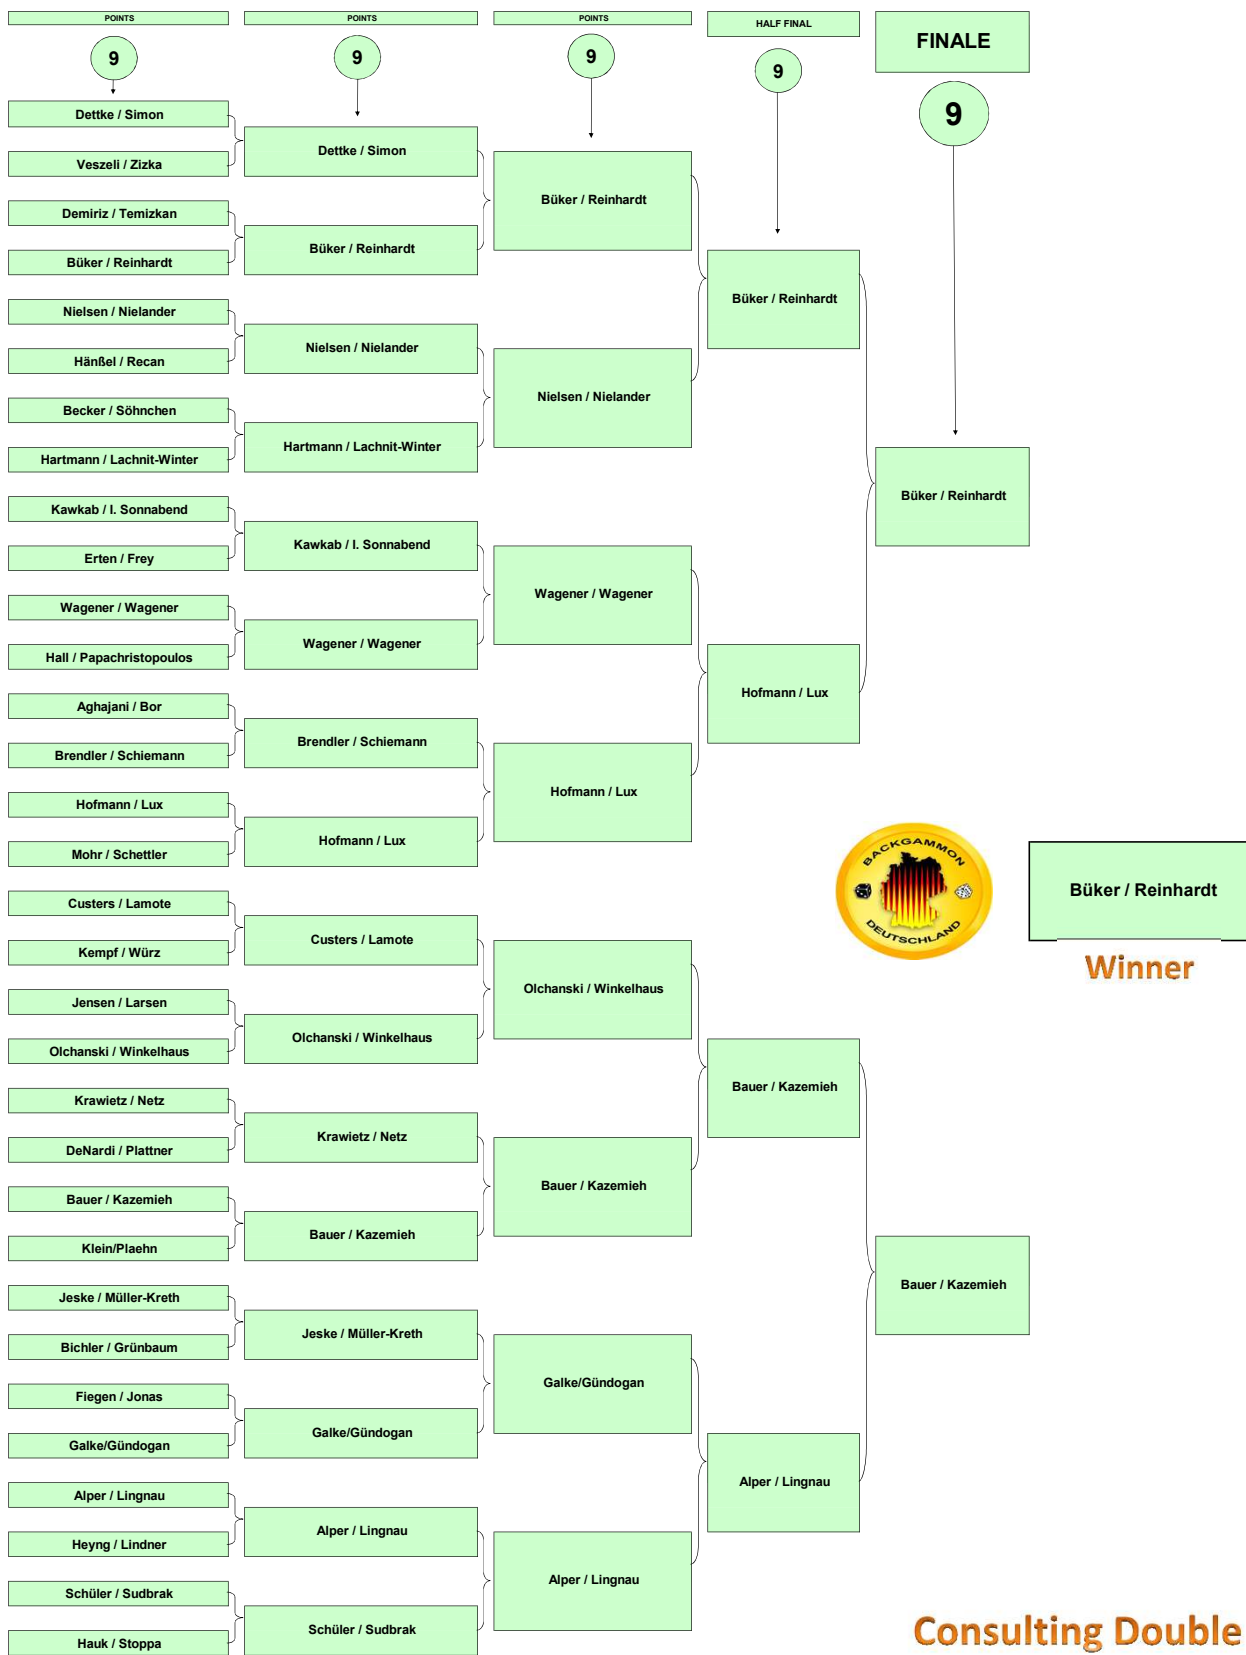 POINTS
9
Dettke / Simon
Veszeli / Zizka
Demiriz / Temizkan
Büker / Reinhardt
Nielsen / Nielander
Hänßel / Recan
Becker / Söhnchen
Hartmann / Lachnit-Winter
Kawkab / I. Sonnabend
Erten / Frey
Wagener / Wagener
Hall / Papachristopoulos
Aghajani / Bor
Brendler / Schiemann
Hofmann / Lux
Mohr / Schettler
Custers / Lamote
Kempf / Würz
Jensen / Larsen
Olchanski / Winkelhaus
Krawietz / Netz
DeNardi / Plattner
Bauer / Kazemieh
Klein/Plaehn
Jeske / Müller-Kreth
Bichler / Grünbaum
Fiegen / Jonas
Galke/Gündogan
Alper / Lingnau
Heyng / Lindner
Schüler / Sudbrak
Hauk / Stoppa
POINTS
9
Dettke / Simon
Büker / Reinhardt
Nielsen / Nielander
Hartmann / Lachnit-Winter
Kawkab / I. Sonnabend
Wagener / Wagener
Brendler / Schiemann
Hofmann / Lux
Custers / Lamote
Olchanski / Winkelhaus
Krawietz / Netz
Bauer / Kazemieh
Jeske / Müller-Kreth
Galke/Gündogan
Alper / Lingnau
Schüler / Sudbrak
POINTS
9
Büker / Reinhardt
Nielsen / Nielander
Wagener / Wagener
Hofmann / Lux
Olchanski / Winkelhaus
Bauer / Kazemieh
Galke/Gündogan
Alper / Lingnau
HALF FINAL
9
Büker / Reinhardt
Hofmann / Lux
Bauer / Kazemieh
Alper / Lingnau
FINALE
9
Büker / Reinhardt
Bauer / Kazemieh
BACKGAMMON
DEUTSCHLAND
Büker / Reinhardt
Winner
Consulting Double